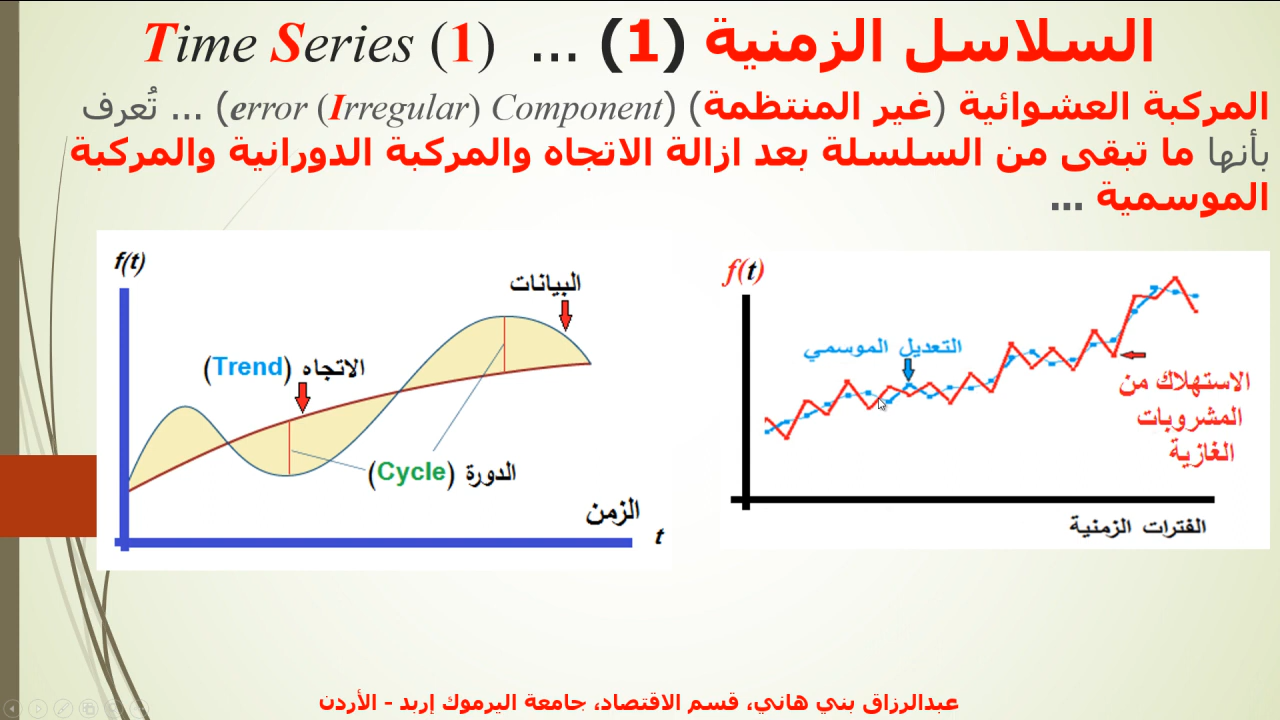 السلاسل الزمنية (1) ... Time Series (1)
المركبة العشوائية (غير المنتظمة) (error (Irregular) Component) ... تُعرف
بأنها ما تبقى من السلسلة بعد ازالة الاتجاه والمركبة الدورانية والمركبة
الموسمية ...
f(t)
البيانات
الاتجاه (Trend)
الدورة (Cycle)
الزمن
t
f(t)
التعديل الموسمي
الاستهلاك من
المشروبات
الغازية
الفترات الزمنية
عبدالرزاق بني هاني، قسم الاقتصاد، جامعة اليرموك إربد - الأردن